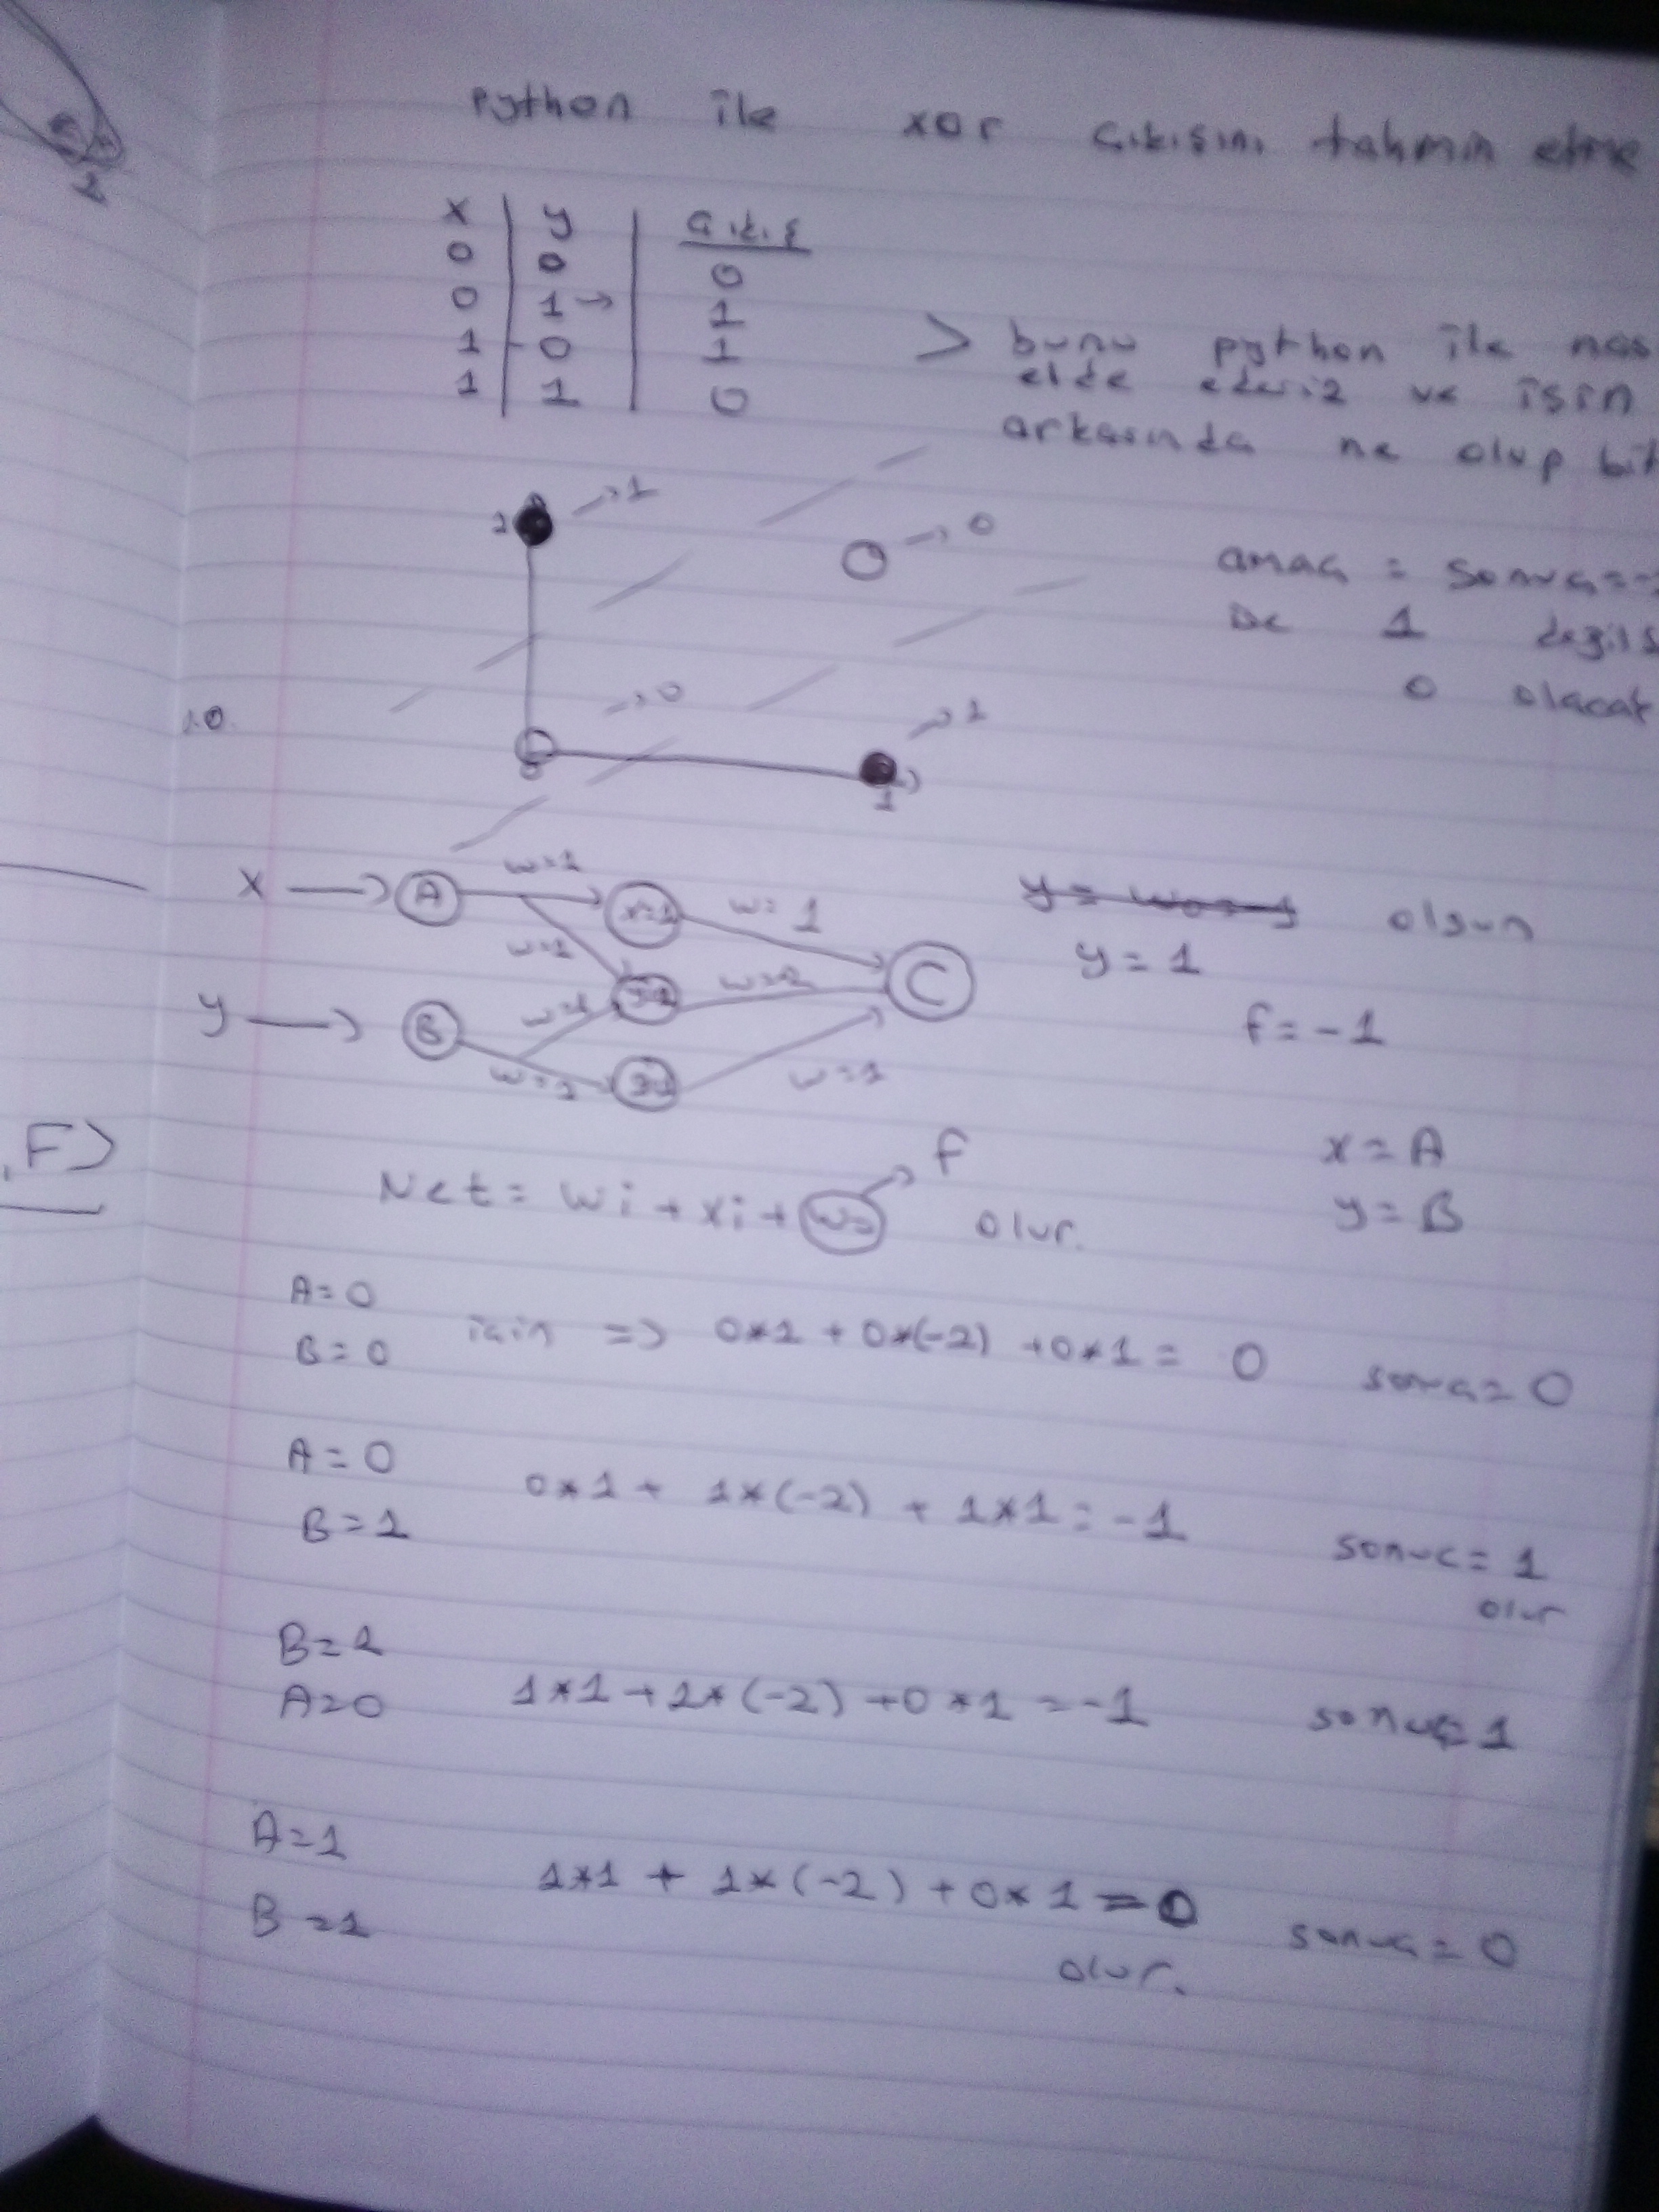 python ile xor çıkışını tahmin etme
x y çıkış
0 0 0
0 1 → 1
1 0 1
1 1 0
> bunu python ile nas
elde ederiz ve işin
arkasında ne olup bit
1 → 1
→ 0
amaç = sonuç = -1
De 1 değils
0 olacak
1.0.
→ 0
→ 1
0
1
x → A w=1 w=1
y = 1 olsun
w=1
y → B w=1 w=1 C
f = -1
w=1
,F>
Net = wi + xi + → f olur.
x = A
y = B
A = 0
B = 0 için => 0*1 + 0*(-2) + 0*1 = 0 sonuç = 0
A = 0
B = 1 0*1 + 1*(-2) + 1*1 = -1 sonuc = 1
olur
B = 1
A = 0 1*1 + 1*(-2) + 0*1 = -1 sonuç = 1
A = 1
B = 1 1*1 + 1*(-2) + 0*1 = 0 sonuç = 0
olur.